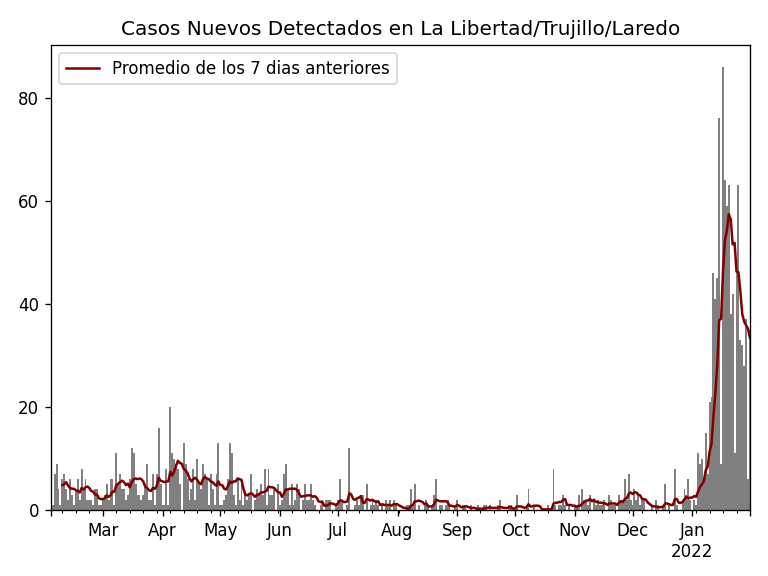 Casos Nuevos Detectados en La Libertad/Trujillo/Laredo
Promedio de los 7 dias anteriores
80
60
40
20
0
Mar Apr May Jun Jul Aug Sep Oct Nov Dec Jan
2022